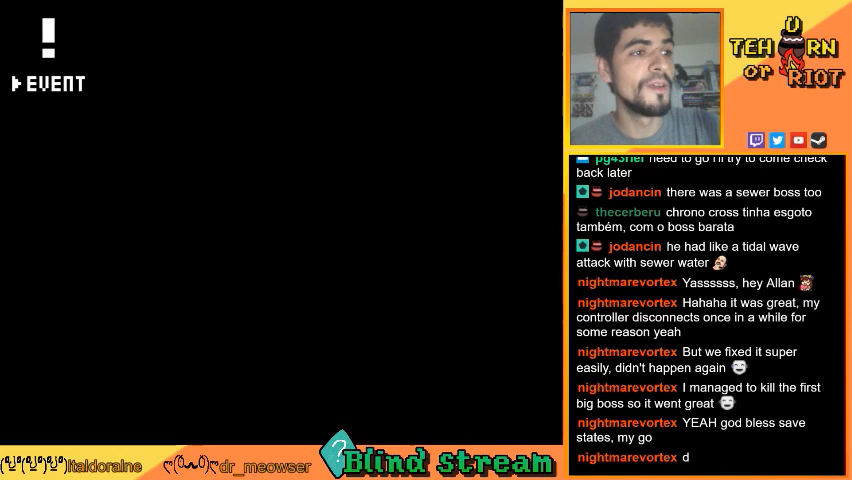 !
EVENT
U
TEH RN
or RIOT
pg43nel need to go i'll try to come check
back later
jodancin there was a sewer boss too
thecerberu chrono cross tinha esgoto
também, com o boss barata
jodancin he had like a tidal wave
attack with sewer water
nightmarevortex Yassssss, hey Allan
nightmarevortex Hahaha it was great, my
controller disconnects once in a while for
some reason yeah
nightmarevortex But we fixed it super
easily, didn't happen again
nightmarevortex I managed to kill the first
big boss so it went great
nightmarevortex YEAH god bless save
states, my go
nightmarevortex d
Italdoraine
dr_meowser
? Blind stream